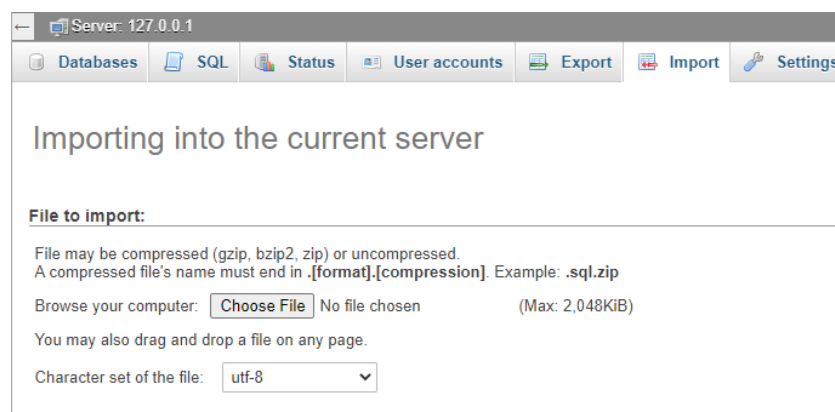 ← Server: 127.0.0.1
Databases SQL Status User accounts Export Import Settings
Importing into the current server
File to import:
File may be compressed (gzip, bzip2, zip) or uncompressed.
A compressed file's name must end in .[format].[compression]. Example: .sql.zip
Browse your computer: Choose File No file chosen (Max: 2,048KiB)
You may also drag and drop a file on any page.
Character set of the file: utf-8